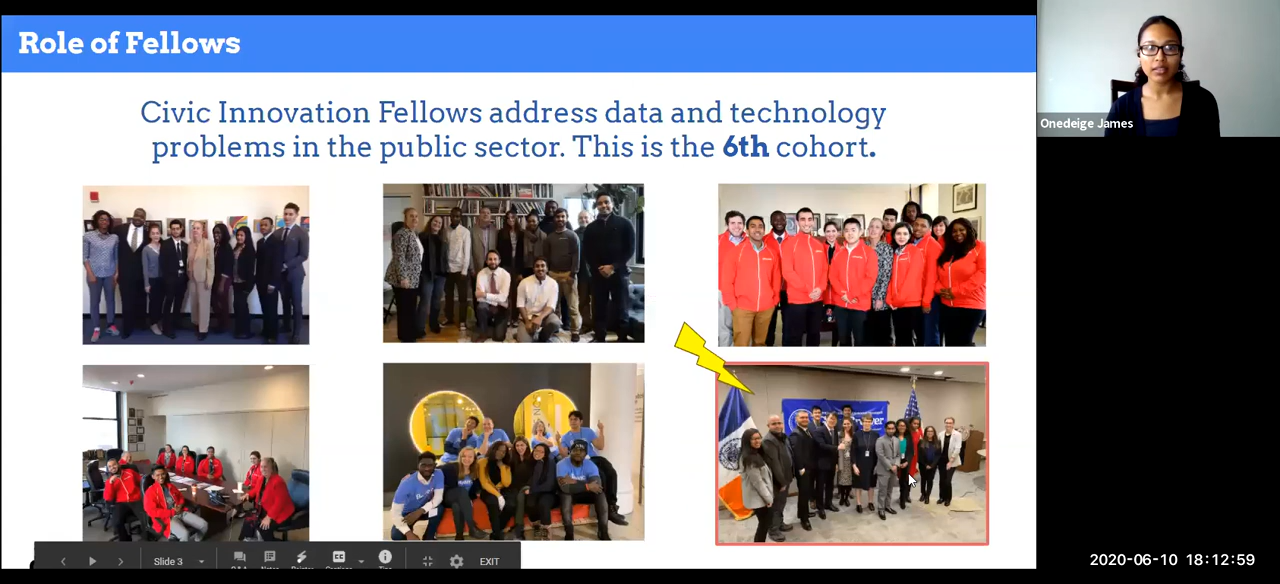 Role of Fellows
Civic Innovation Fellows address data and technology
problems in the public sector. This is the 6th cohort.
Onedeige James
Slide 3
EXIT
2020-06-10 18:12:59